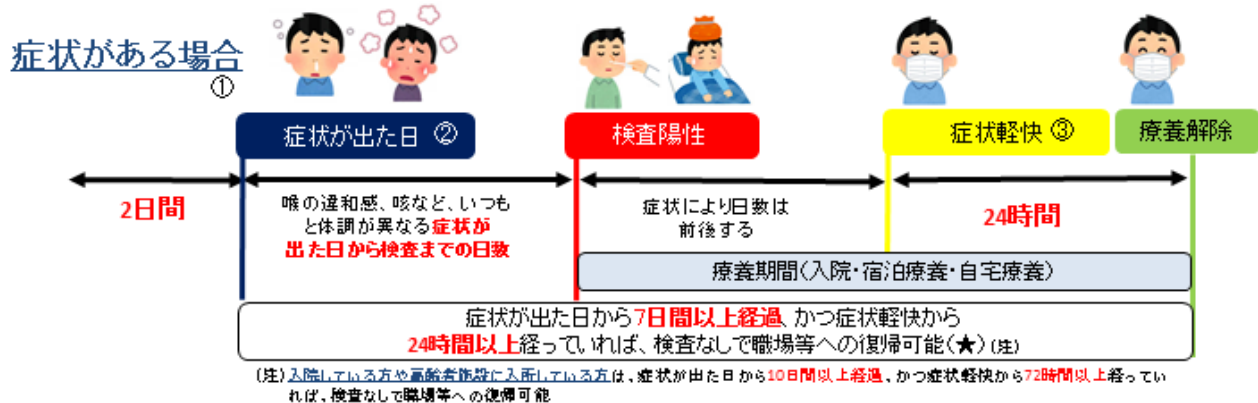 症状がある場合
①
症状が出た日 ②
検査陽性
症状軽快 ③
療養解除
2日間
喉の違和感、咳など、いつも
と体調が異なる症状が
出た日から検査までの日数
症状により日数は
前後する
24時間
療養期間(入院・宿泊療養・自宅療養)
症状が出た日から7日間以上経過、かつ症状軽快から
24時間以上経っていれば、検査なしで職場等への復帰可能(★)(注)
(注)入院している方や高齢者施設に入所している方は、症状が出た日から10日間以上経過、かつ症状軽快から72時間以上経ってい
れば、検査なしで職場等への復帰可能